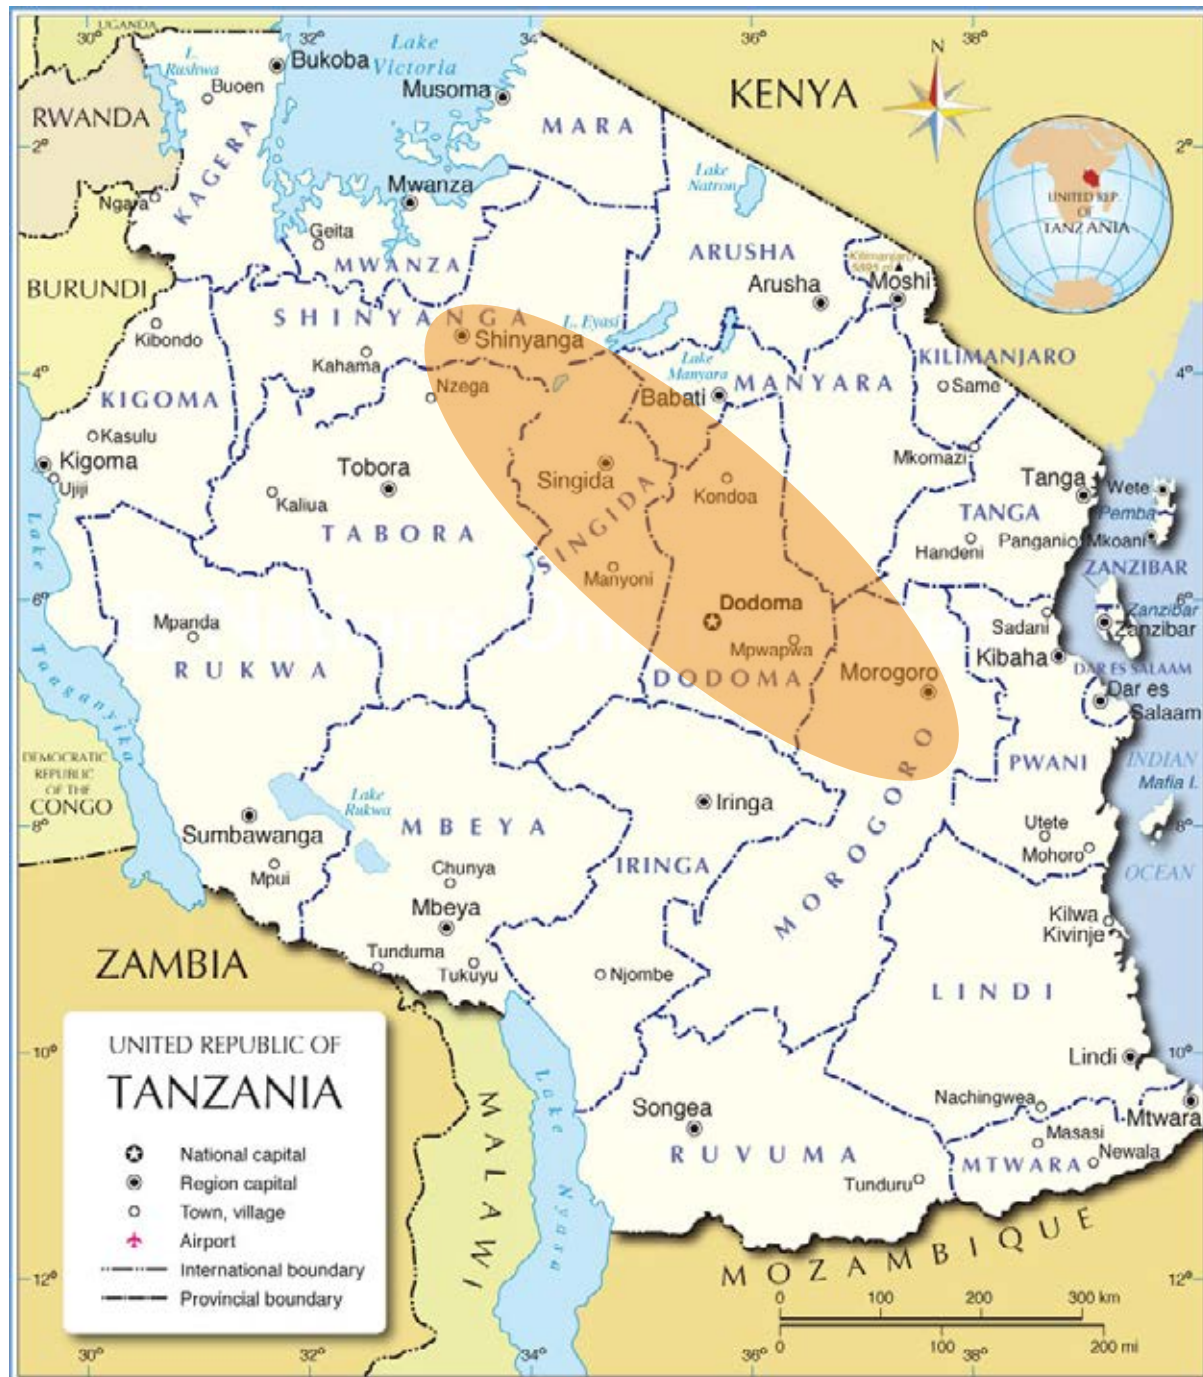 UGANDA
30°
32°
34°
36°
38°
N
L.
Rushwa
Bukoba
Lake
Victoria
Buoen
Musoma
KENYA
RWANDA
MARA
2°
2°
KAGERA
Lake
Natron
UNITED REP.
OF
TANZANIA
Ngara
Mwanza
Geita
MWANZA
ARUSHA
Kilimanjaro
5895 m
BURUNDI
Arusha
Moshi
SHINYANGA
L. Eyasi
Kibondo
Shinyanga
Kahama
Lake
Manyara
KILIMANJARO
4°
4°
KIGOMA
Nzega
Babati
MANYARA
Same
Kasulu
Kigoma
Ujiji
Tobora
Singida
Kondoa
Mkomazi
Tanga
Wete
Pemba
Kaliua
TABORA
SINGIDA
TANGA
Handeni
Panganio
Mkoani
Manyoni
ZANZIBAR
Lake Tanganyika
6°
Dodoma
Zanzibar
Zanzibar
Mpanda
Sadani
Mpwapwa
Kibaha
RUKWA
DODOMA
Morogoro
DAR ES SALAAM
Dar es
Salaam
DEMOCRATIC
REPUBLIC
OF THE
CONGO
PWANI
INDIAN
OCEAN
Mafia I.
Lake
Rukwa
Iringa
8°
Sumbawanga
MBEYA
MOROGORO
Utete
Mohoro
Mpui
Chunya
IRINGA
Mbeya
Kilwa
Kivinje
ZAMBIA
Tunduma
Tukuyu
Njombe
LINDI
UNITED REPUBLIC OF
TANZANIA
National capital
Region capital
Town, village
Airport
International boundary
Provincial boundary
MALAWI
Lake Nyasa
10°
Lindi
Songea
Nachingwea
Mtwara
Masasi
RUVUMA
MTWARA
Newala
Tunduru
MOZAMBIQUE
12°
12°
0 100 200 300 km
0 100 200 mi
30°
32°
34°
36°
38°